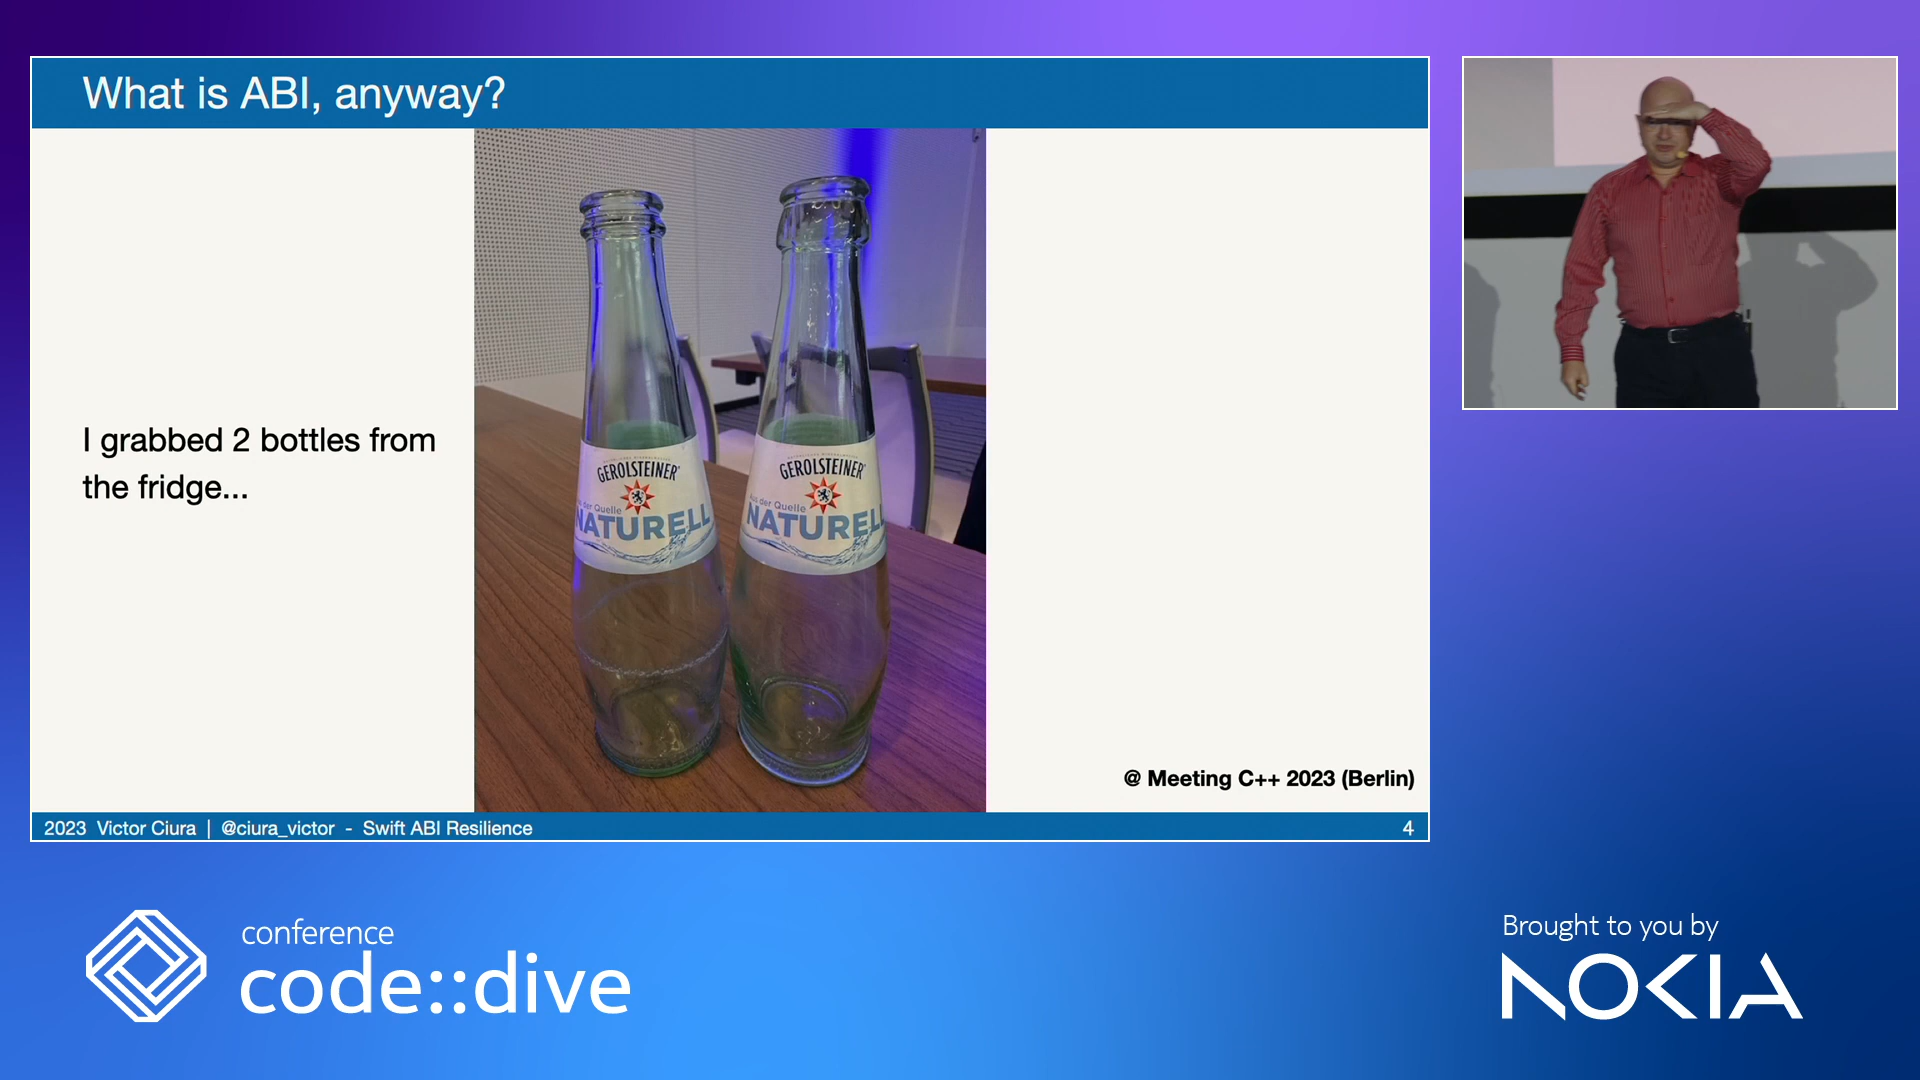 What is ABI, anyway?
I grabbed 2 bottles from
the fridge...
GEROLSTEINER
der Quelle
NATURELL
GEROLSTEINER
der Quelle
NATURELL
@ Meeting C++ 2023 (Berlin)
2023 Victor Ciura | @ciura_victor - Swift ABI Resilience
4
conference
code::dive
Brought to you by
NOKIA